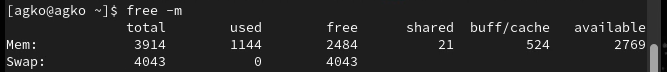 [agko@agko ~]$ free -m
total used free shared buff/cache available
Mem: 3914 1144 2484 21 524 2769
Swap: 4043 0 4043